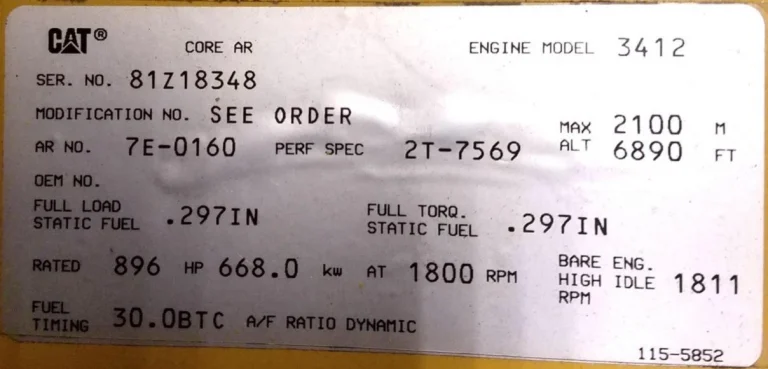 CAT® CORE AR ENGINE MODEL 3412
SER. NO. 81Z18348
MODIFICATION NO. SEE ORDER
MAX ALT 2100 M 6890 FT
AR NO. 7E-0160 PERF SPEC 2T-7569
OEM NO.
FULL LOAD STATIC FUEL .297IN FULL TORQ. STATIC FUEL .297IN
RATED 896 HP 668.0 kw AT 1800 RPM BARE ENG. HIGH IDLE RPM 1811
FUEL TIMING 30.0BTC A/F RATIO DYNAMIC
115-5852